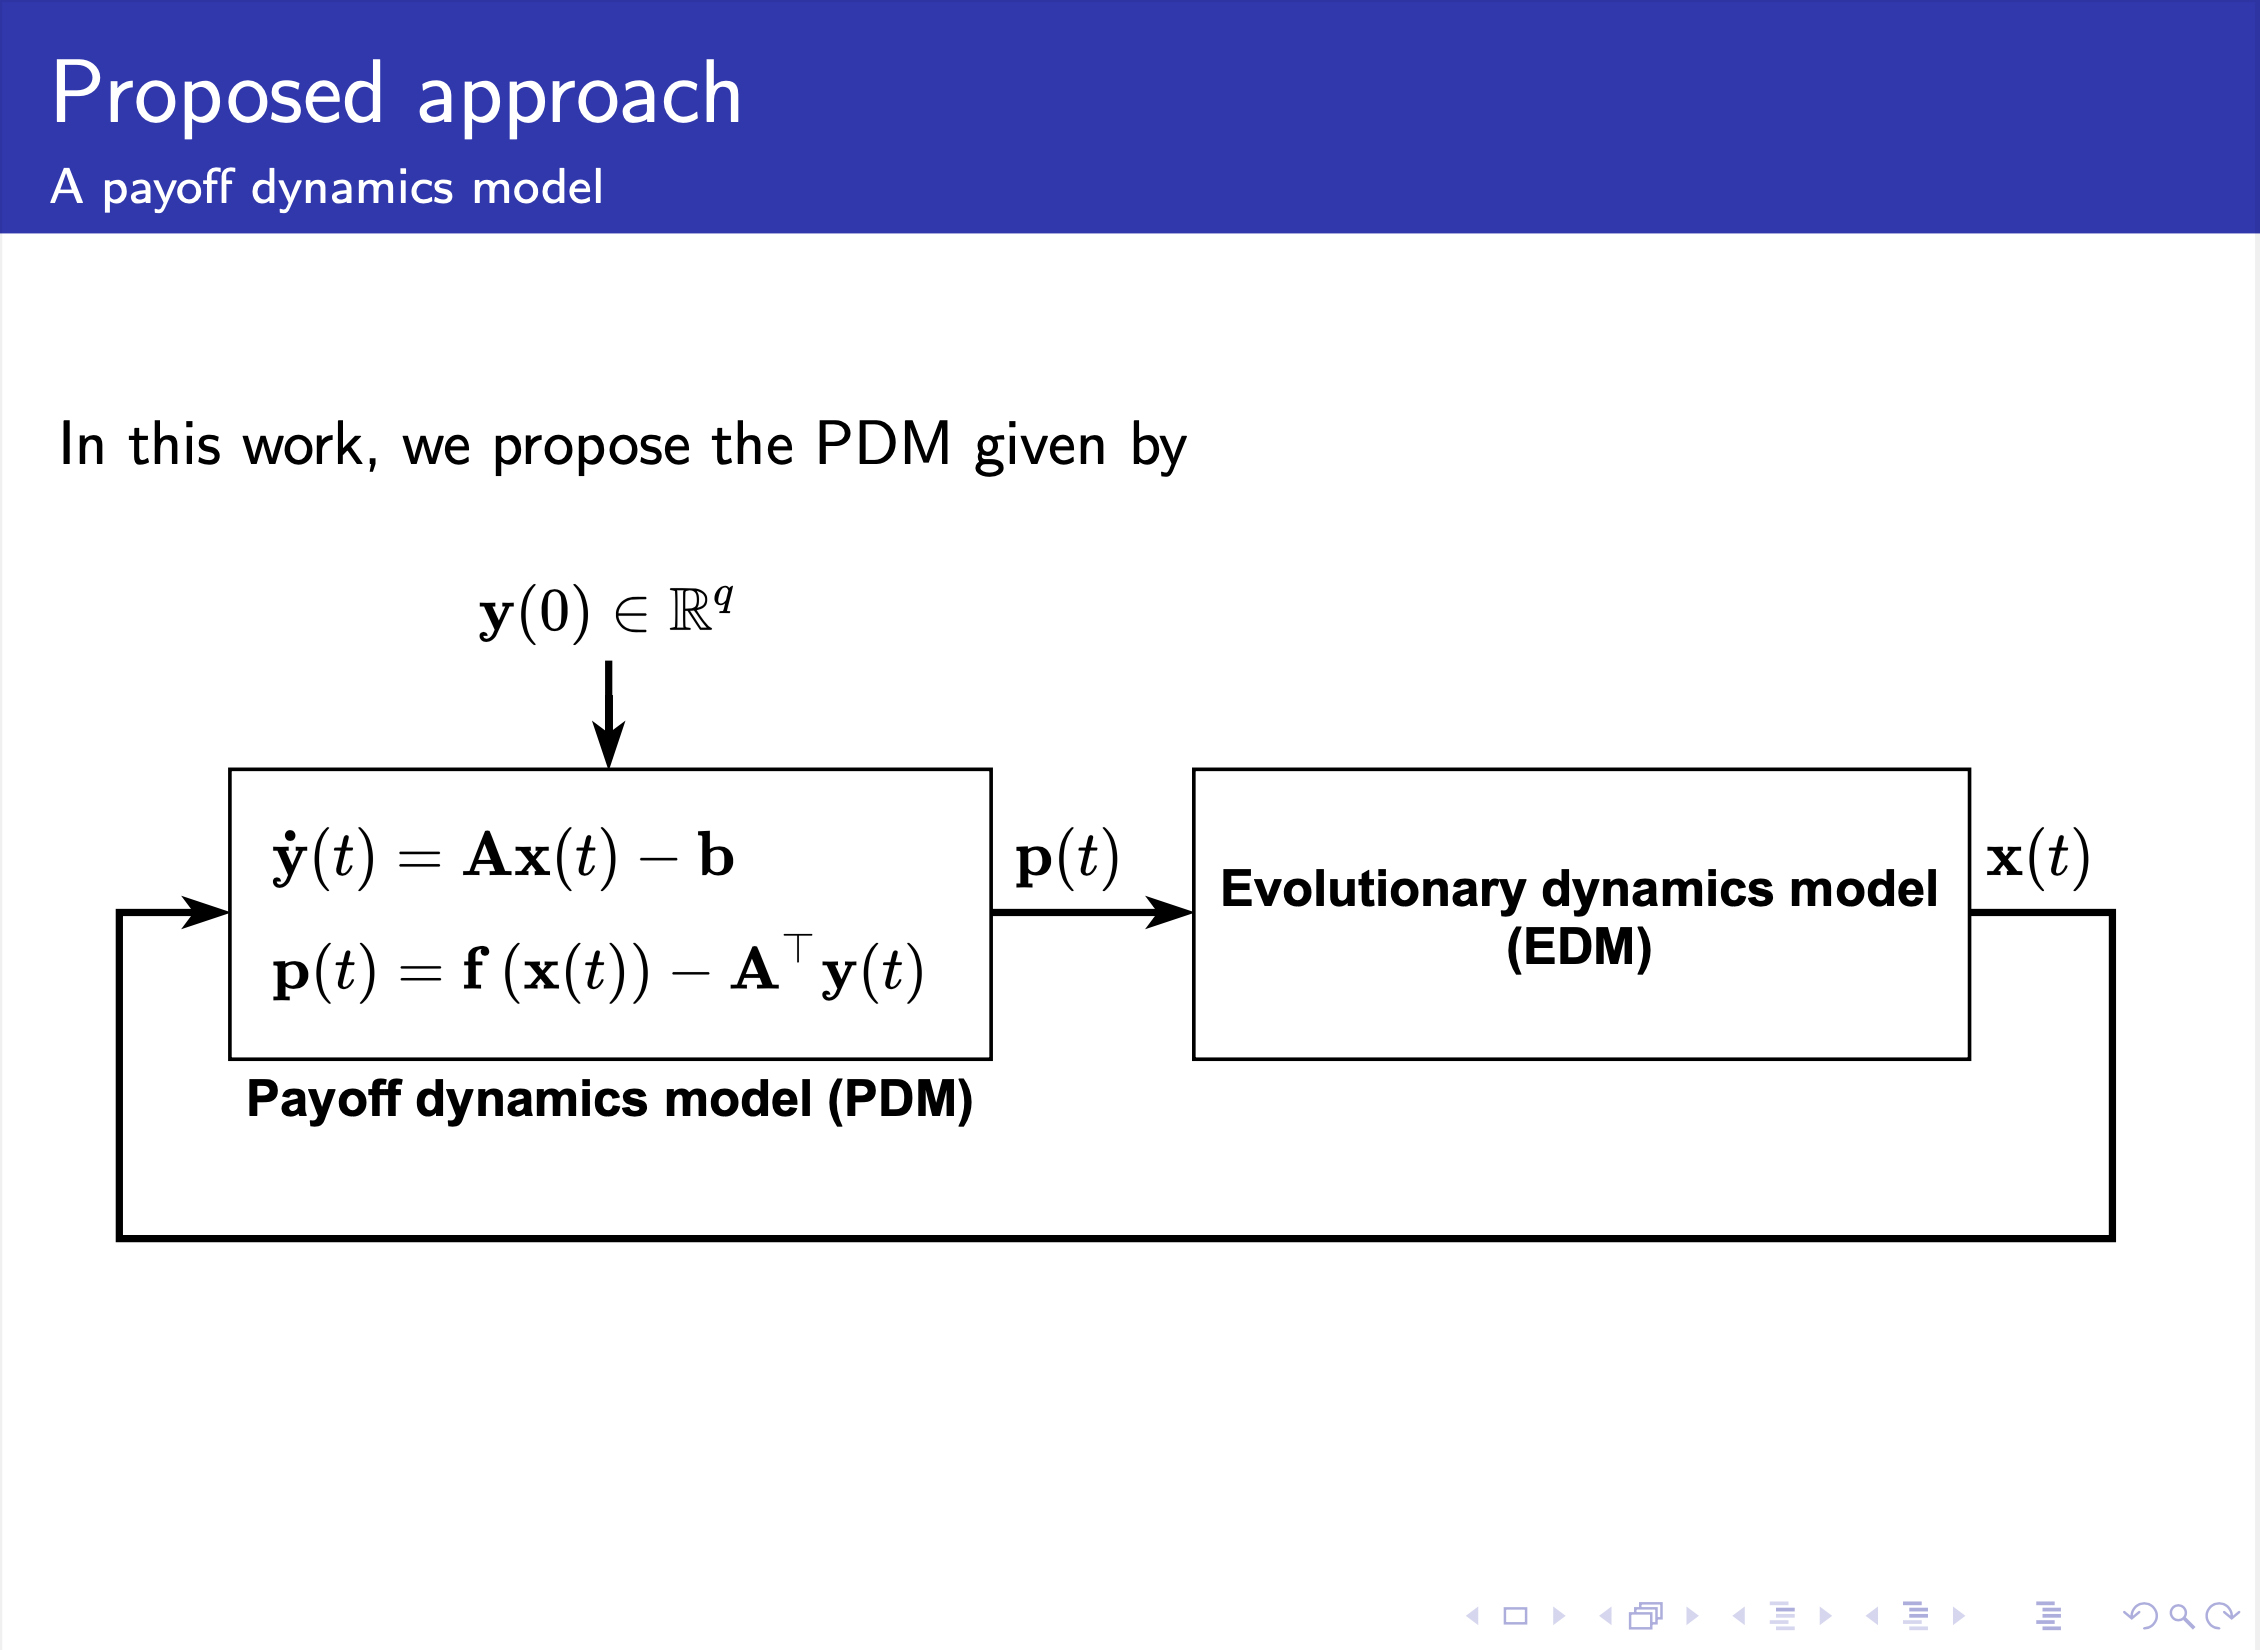 Proposed approach
A payoff dynamics model
In this work, we propose the PDM given by
y(0) ∈ ℝ^q
ẏ(t) = Ax(t) − b
p(t) = f (x(t)) − A^⊤ y(t)
Payoff dynamics model (PDM)
p(t)
Evolutionary dynamics model
(EDM)
x(t)